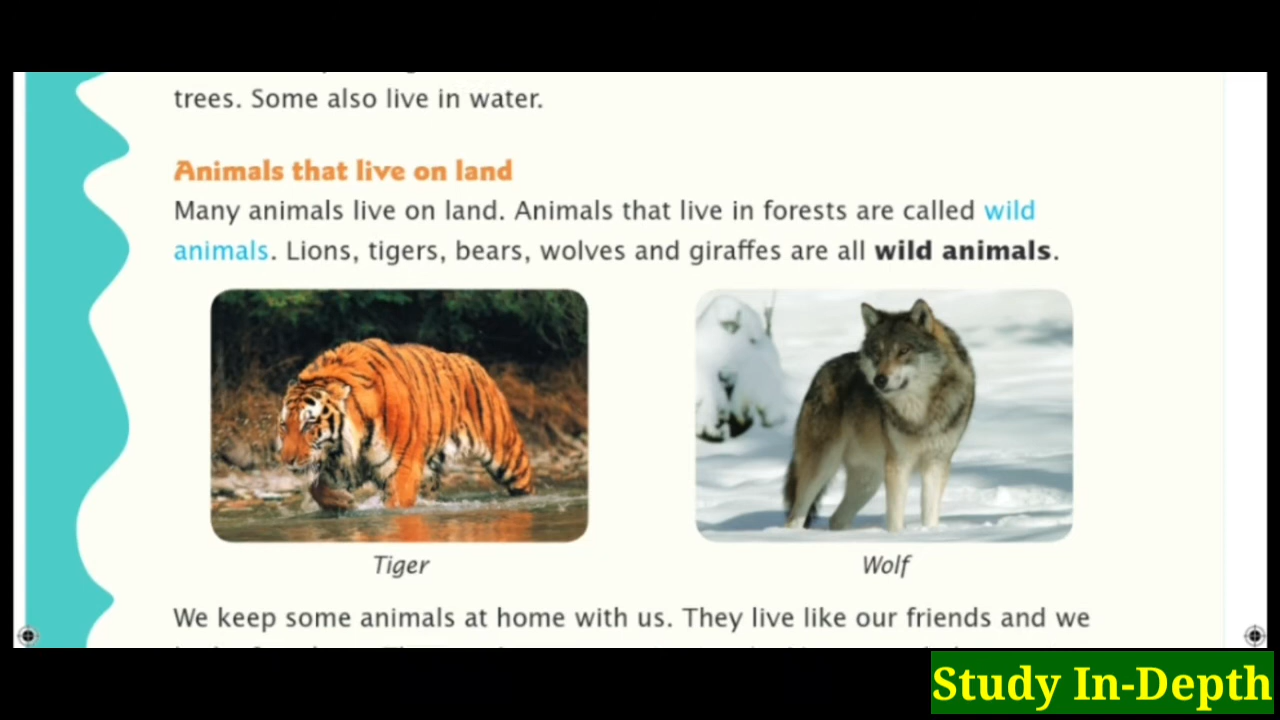 trees. Some also live in water.
Animals that live on land
Many animals live on land. Animals that live in forests are called wild
animals. Lions, tigers, bears, wolves and giraffes are all wild animals.
Tiger
Wolf
We keep some animals at home with us. They live like our friends and we
Study In-Depth